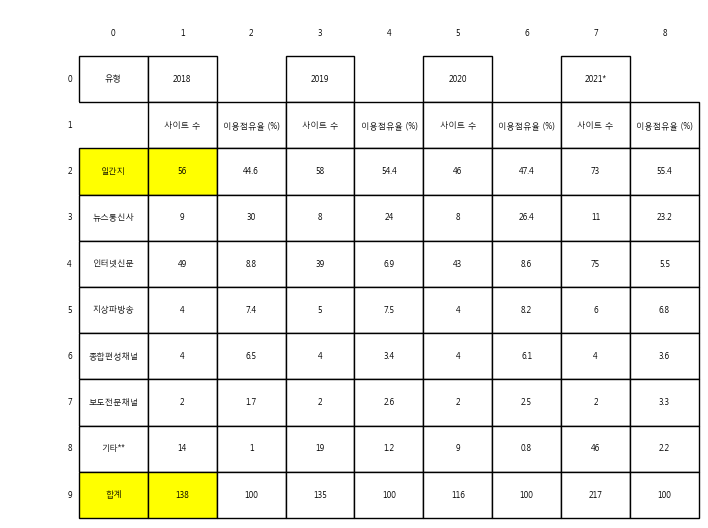 0 1 2 3 4 5 6 7 8
0 유형 2018 2019 2020 2021*
1 사이트 수 이용점유율 (%) 사이트 수 이용점유율 (%) 사이트 수 이용점유율 (%) 사이트 수 이용점유율 (%)
2 일간지 56 44.6 58 54.4 46 47.4 73 55.4
3 뉴스통신사 9 30 8 24 8 26.4 11 23.2
4 인터넷신문 49 8.8 39 6.9 43 8.6 75 5.5
5 지상파방송 4 7.4 5 7.5 4 8.2 6 6.8
6 종합편성채널 4 6.5 4 3.4 4 6.1 4 3.6
7 보도전문채널 2 1.7 2 2.6 2 2.5 2 3.3
8 기타** 14 1 19 1.2 9 0.8 46 2.2
9 합계 138 100 135 100 116 100 217 100